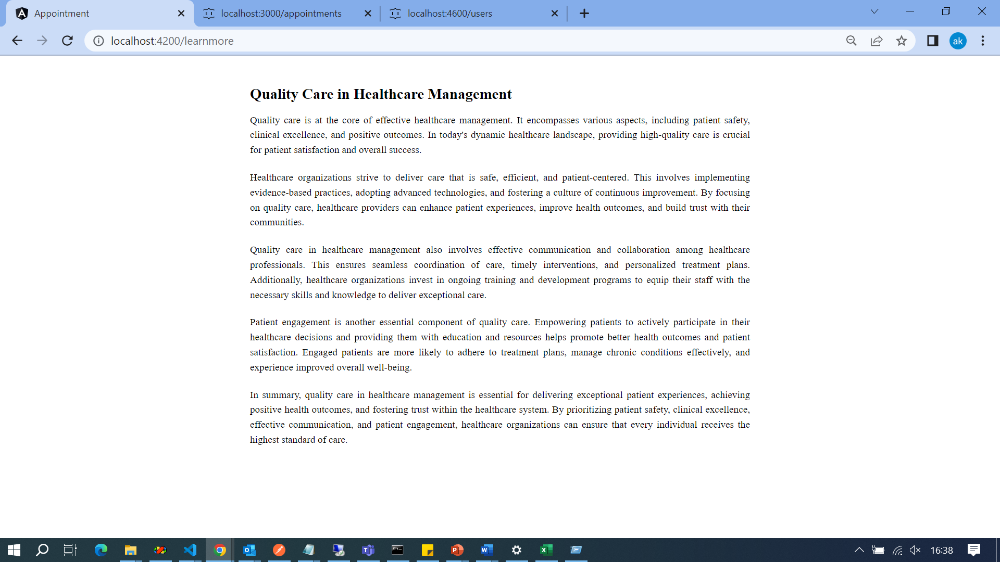 Appointment
localhost:3000/appointments
localhost:4600/users
localhost:4200/learnmore
ak
Quality Care in Healthcare Management
Quality care is at the core of effective healthcare management. It encompasses various aspects, including patient safety,
clinical excellence, and positive outcomes. In today's dynamic healthcare landscape, providing high-quality care is crucial
for patient satisfaction and overall success.
Healthcare organizations strive to deliver care that is safe, efficient, and patient-centered. This involves implementing
evidence-based practices, adopting advanced technologies, and fostering a culture of continuous improvement. By focusing
on quality care, healthcare providers can enhance patient experiences, improve health outcomes, and build trust with their
communities.
Quality care in healthcare management also involves effective communication and collaboration among healthcare
professionals. This ensures seamless coordination of care, timely interventions, and personalized treatment plans.
Additionally, healthcare organizations invest in ongoing training and development programs to equip their staff with the
necessary skills and knowledge to deliver exceptional care.
Patient engagement is another essential component of quality care. Empowering patients to actively participate in their
healthcare decisions and providing them with education and resources helps promote better health outcomes and patient
satisfaction. Engaged patients are more likely to adhere to treatment plans, manage chronic conditions effectively, and
experience improved overall well-being.
In summary, quality care in healthcare management is essential for delivering exceptional patient experiences, achieving
positive health outcomes, and fostering trust within the healthcare system. By prioritizing patient safety, clinical excellence,
effective communication, and patient engagement, healthcare organizations can ensure that every individual receives the
highest standard of care.
16:38